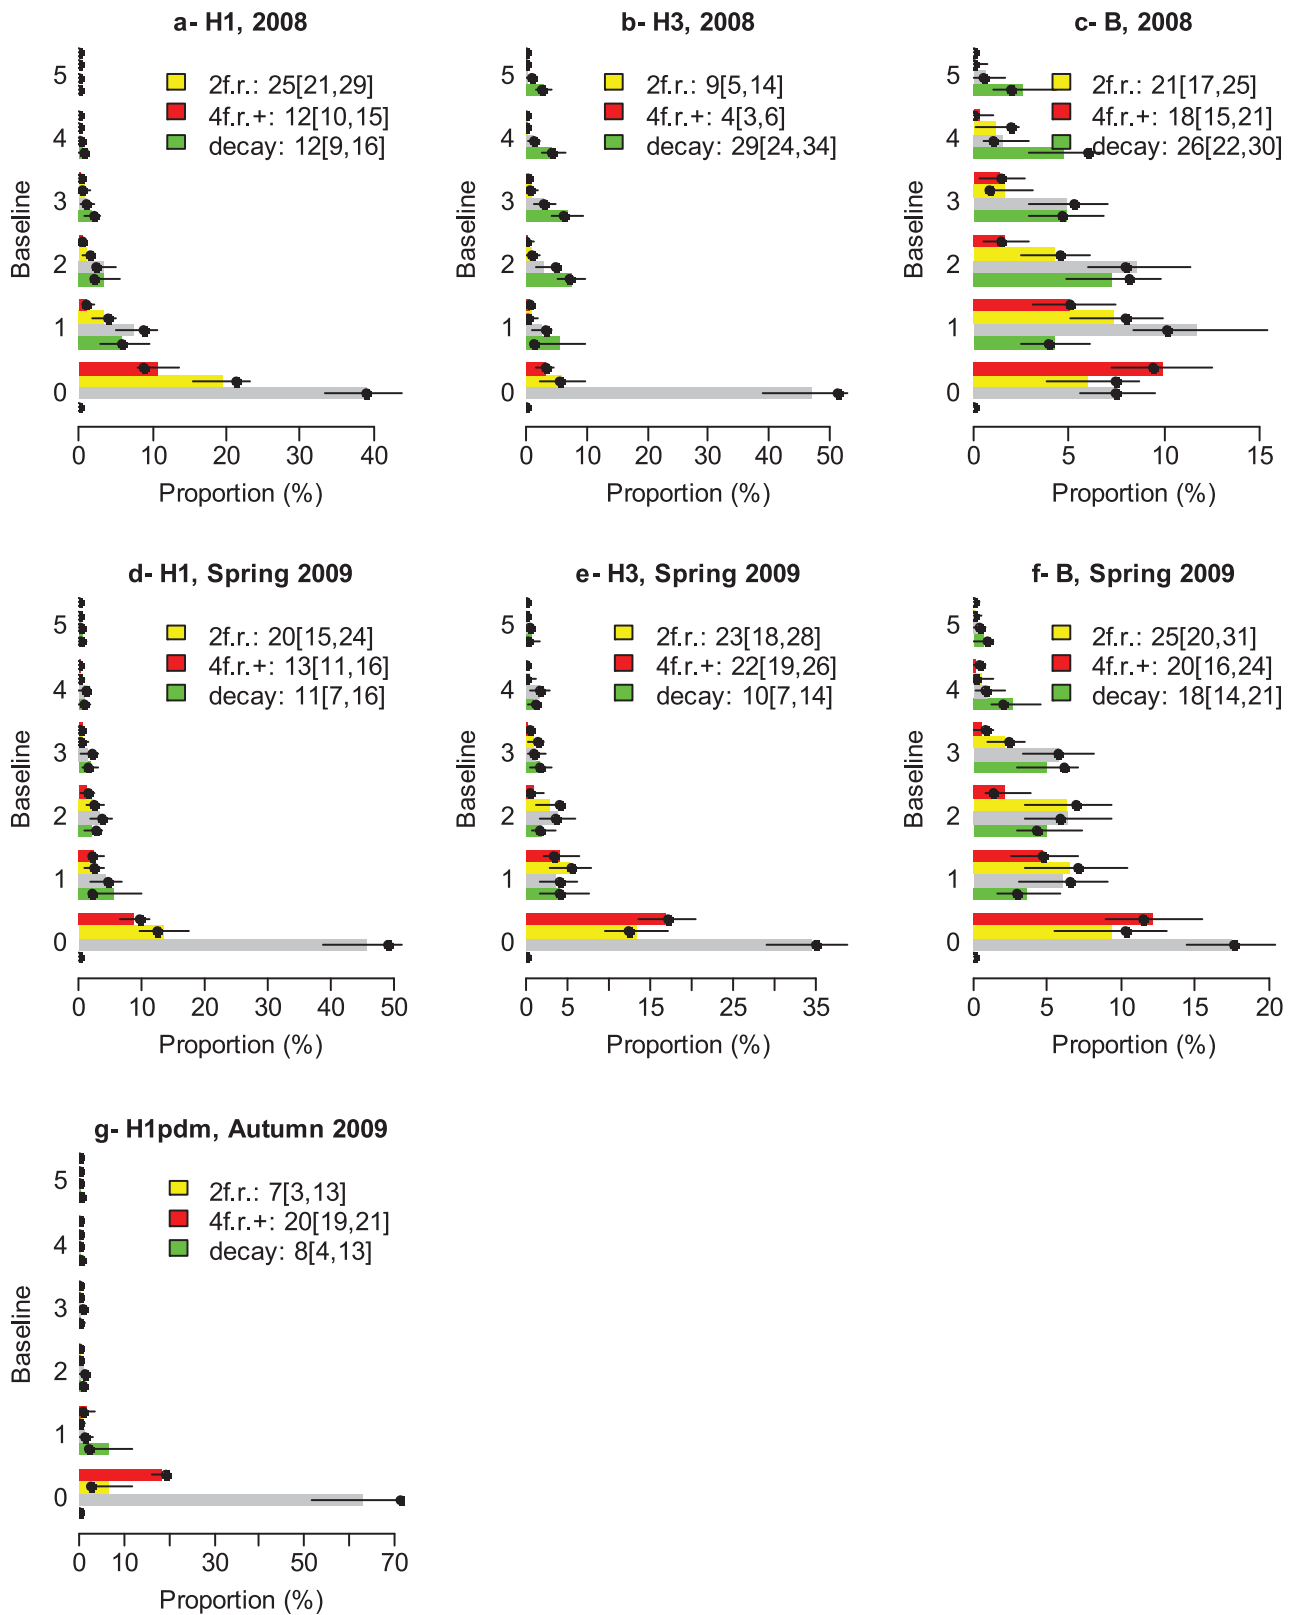 a- H1, 2008
2f.r.: 25[21,29]
4f.r.+: 12[10,15]
decay: 12[9,16]
Baseline
5
4
3
2
1
0
0 10 20 30 40
Proportion (%)
b- H3, 2008
2f.r.: 9[5,14]
4f.r.+: 4[3,6]
decay: 29[24,34]
Baseline
5
4
3
2
1
0
0 10 20 30 40 50
Proportion (%)
c- B, 2008
2f.r.: 21[17,25]
4f.r.+: 18[15,21]
decay: 26[22,30]
Baseline
5
4
3
2
1
0
0 5 10 15
Proportion (%)
d- H1, Spring 2009
2f.r.: 20[15,24]
4f.r.+: 13[11,16]
decay: 11[7,16]
Baseline
5
4
3
2
1
0
0 10 20 30 40 50
Proportion (%)
e- H3, Spring 2009
2f.r.: 23[18,28]
4f.r.+: 22[19,26]
decay: 10[7,14]
Baseline
5
4
3
2
1
0
0 5 15 25 35
Proportion (%)
f- B, Spring 2009
2f.r.: 25[20,31]
4f.r.+: 20[16,24]
decay: 18[14,21]
Baseline
5
4
3
2
1
0
0 5 10 15 20
Proportion (%)
g- H1pdm, Autumn 2009
2f.r.: 7[3,13]
4f.r.+: 20[19,21]
decay: 8[4,13]
Baseline
5
4
3
2
1
0
0 10 30 50 70
Proportion (%)